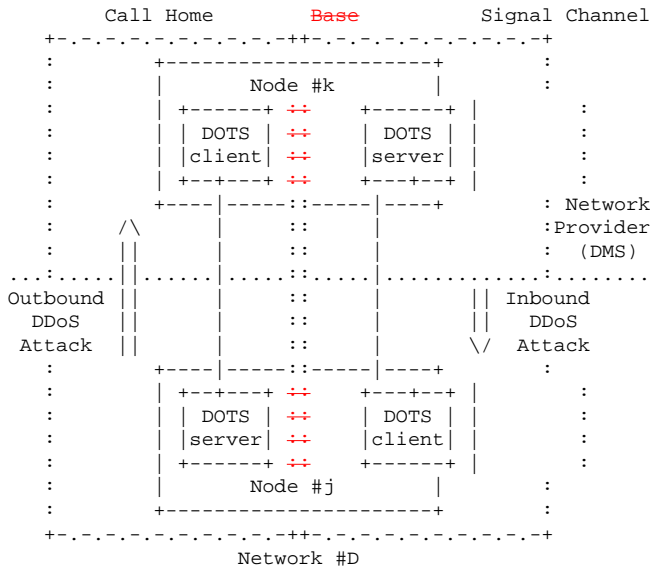 Call Home Base Signal Channel
+-.-.-.-.-.-.-.-.-++-.-.-.-.-.-.-.-.-+
: +----------------------+ :
: | Node #k | :
: | +------+ :: +------+ | :
: | | DOTS | :: | DOTS | | :
: | |client| :: |server| | :
: | +--+---+ :: +---+--+ | :
: +----|-----::-----|----+ : Network
: /\ | :: | :Provider
: || | :: | : (DMS)
...:.....||......|.....::.....|.............:........
Outbound || | :: | || Inbound
DDoS || | :: | || DDoS
Attack || | :: | \/ Attack
: +----|-----::-----|----+ :
: | +--+---+ :: +---+--+ | :
: | | DOTS | :: | DOTS | | :
: | |server| :: |client| | :
: | +------+ :: +------+ | :
: | Node #j | :
: +----------------------+ :
+-.-.-.-.-.-.-.-.-++-.-.-.-.-.-.-.-.-+
Network #D